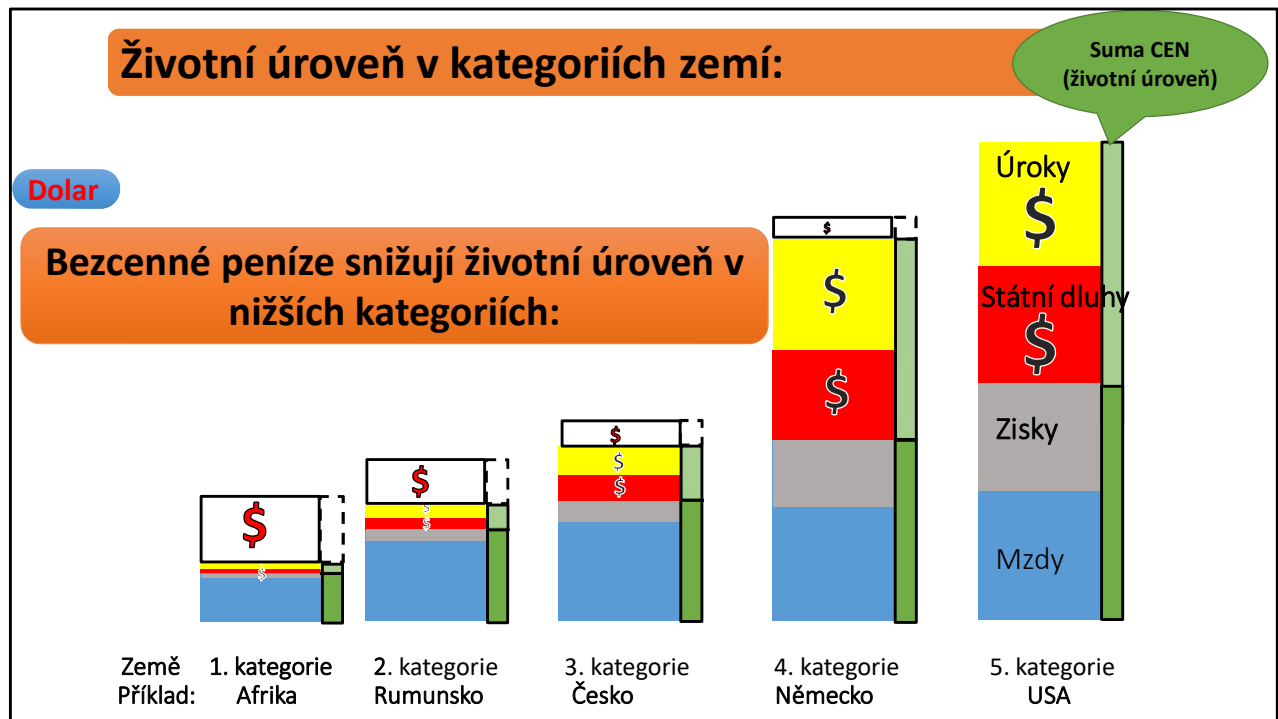 Životní úroveň v kategoriích zemí:
Suma CEN
(životní úroveň)
Dolar
Bezcenné peníze snižují životní úroveň v
nižších kategoriích:
Úroky
$
Státní dluhy
$
Zisky
Mzdy
$
$
$
$
$
$
$
$
$
$
$
$
Země 1. kategorie 2. kategorie 3. kategorie 4. kategorie 5. kategorie
Příklad: Afrika Rumunsko Česko Německo USA